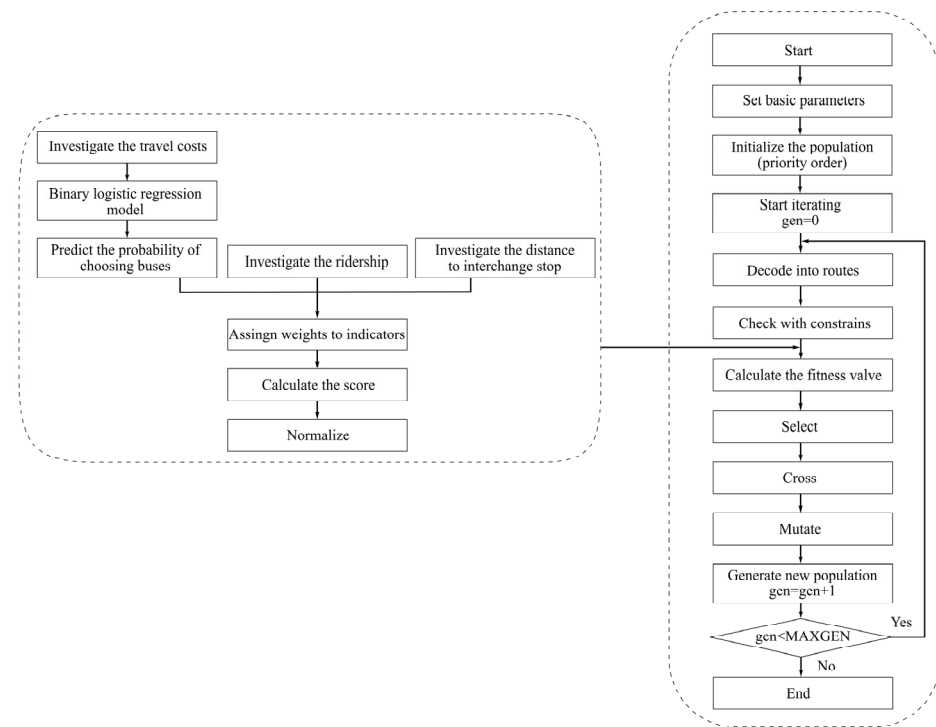 Investigate the travel costs
Binary logistic regression
model
Predict the probability of
choosing buses
Investigate the ridership
Investigate the distance
to interchange stop
Assingn weights to indicators
Calculate the score
Normalize
Start
Set basic parameters
Initialize the population
(priority order)
Start iterating
gen=0
Decode into routes
Check with constrains
Calculate the fitness valve
Select
Cross
Mutate
Generate new population
gen=gen+1
Yes
gen<MAXGEN
No
End